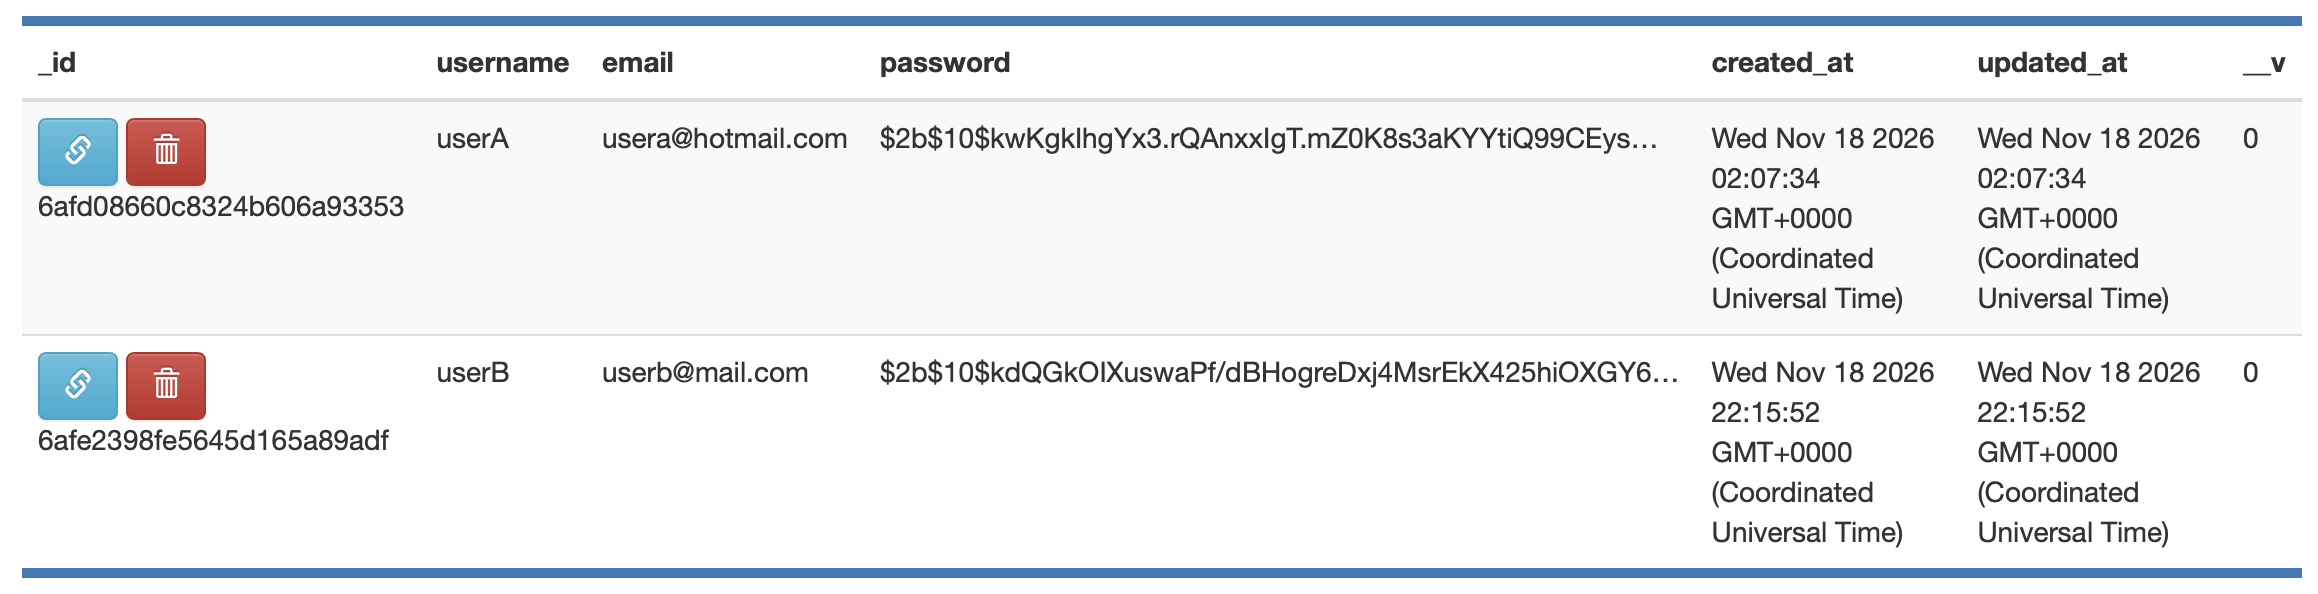 _id username email password created_at updated_at __v
userA usera@hotmail.com $2b$10$kwKgkIhgYx3.rQAnxxIgT.mZ0K8s3aKYYtiQ99CEys... Wed Nov 18 2026 Wed Nov 18 2026 0
02:07:34 02:07:34
6afd08660c8324b606a93353 GMT+0000 GMT+0000
(Coordinated (Coordinated
Universal Time) Universal Time)
userB userb@mail.com $2b$10$kdQGkOIXuswaPf/dBHogreDxj4MsrEkX425hiOXGY6... Wed Nov 18 2026 Wed Nov 18 2026 0
22:15:52 22:15:52
6afe2398fe5645d165a89adf GMT+0000 GMT+0000
(Coordinated (Coordinated
Universal Time) Universal Time)